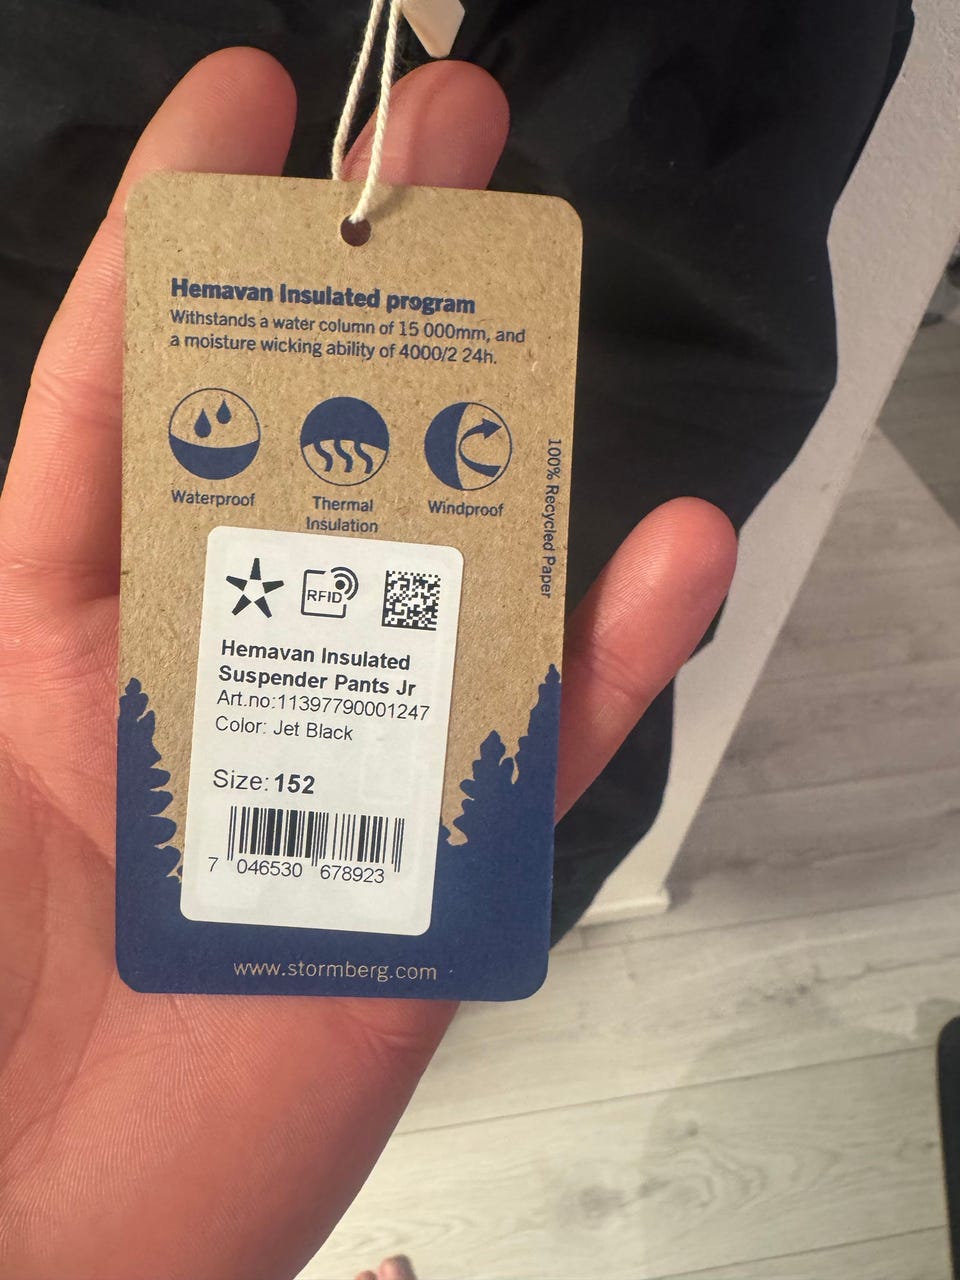 Hemavan Insulated program
Withstands a water column of 15 000mm, and
a moisture wicking ability of 4000/2 24h.
Waterproof
Thermal
Insulation
Windproof
100% Recycled Paper
RFID
Hemavan Insulated
Suspender Pants Jr
Art.no:11397790001247
Color: Jet Black
Size: 152
7 046530 678923
www.stormberg.com